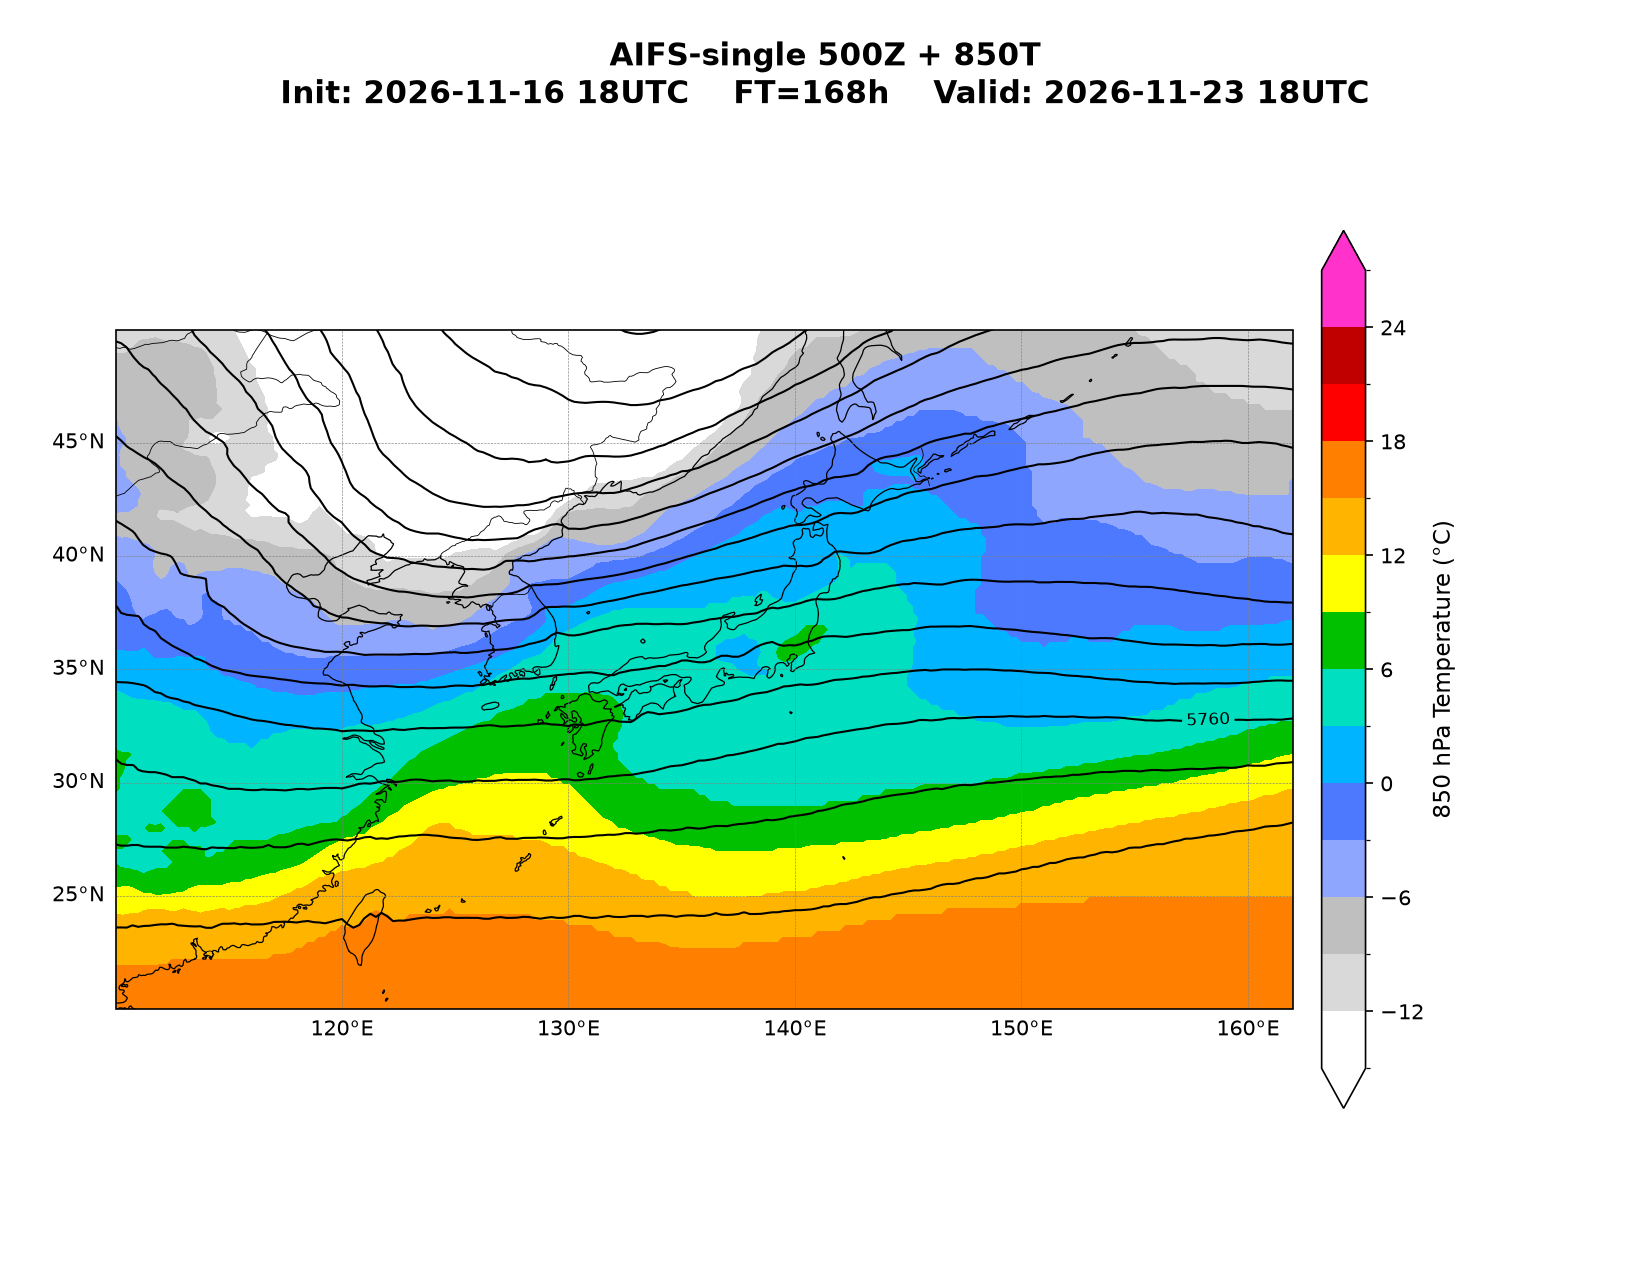 AIFS-single 500Z + 850T
Init: 2026-11-16 18UTC    FT=168h    Valid: 2026-11-23 18UTC
45°N
40°N
35°N
30°N
25°N
120°E
130°E
140°E
150°E
160°E
5760
24
18
12
6
0
−6
−12
850 hPa Temperature (°C)